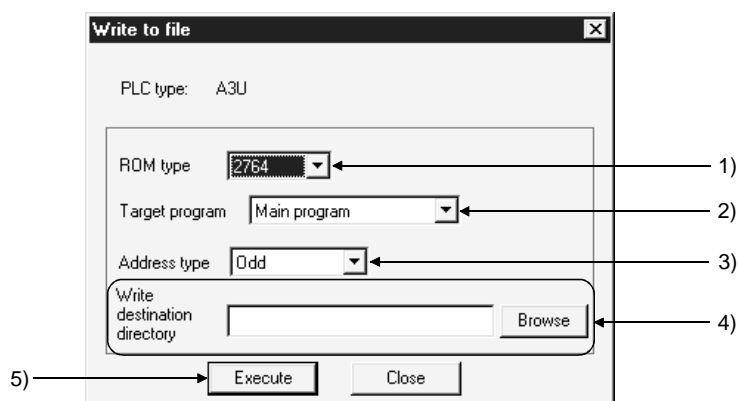 Write to file
PLC type: A3U
ROM type 2764 1)
Target program Main program 2)
Address type Odd 3)
Write
destination
directory Browse 4)
5) Execute Close